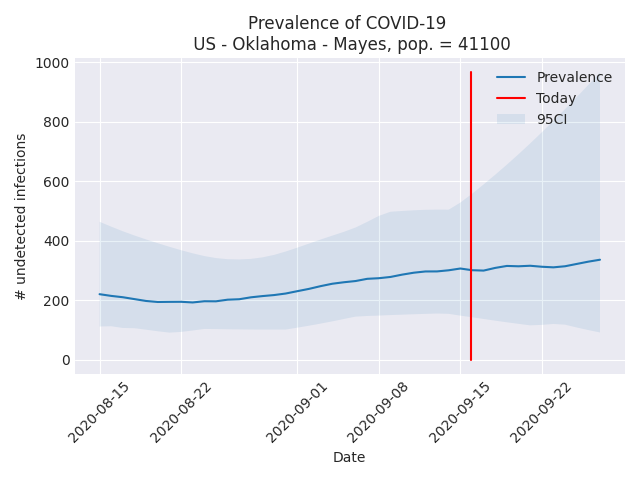 Prevalence of COVID-19
US - Oklahoma - Mayes, pop. = 41100
Prevalence
Today
95CI
# undetected infections
1000
800
600
400
200
0
2020-08-15
2020-08-22
2020-09-01
2020-09-08
2020-09-15
2020-09-22
Date